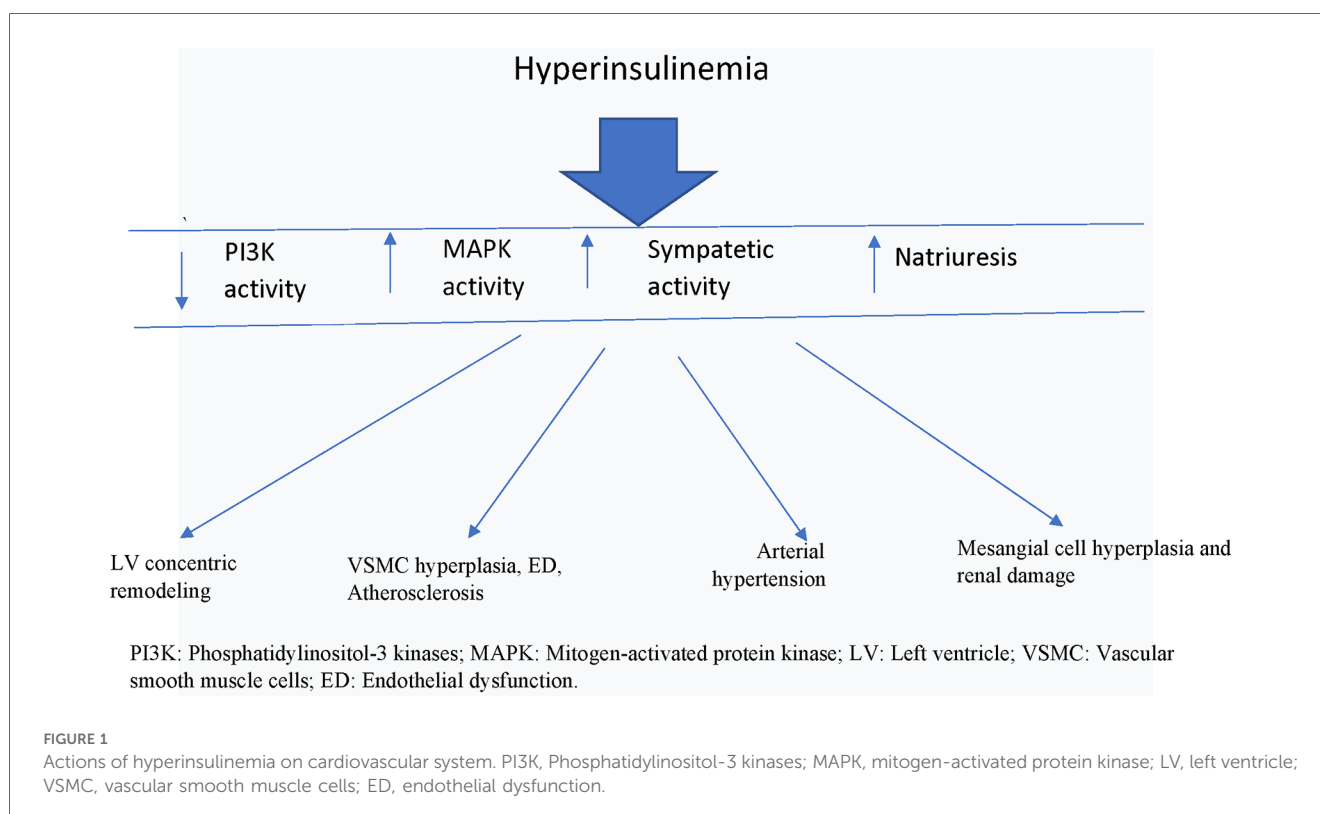 Hyperinsulinemia
`
PI3K
activity
MAPK
activity
Sympatetic
activity
Natriuresis
LV concentric
remodeling
VSMC hyperplasia, ED,
Atherosclerosis
Arterial
hypertension
Mesangial cell hyperplasia and
renal damage
PI3K: Phosphatidylinositol-3 kinases; MAPK: Mitogen-activated protein kinase; LV: Left ventricle; VSMC: Vascular
smooth muscle cells; ED: Endothelial dysfunction.
FIGURE 1
Actions of hyperinsulinemia on cardiovascular system. PI3K, Phosphatidylinositol-3 kinases; MAPK, mitogen-activated protein kinase; LV, left ventricle;
VSMC, vascular smooth muscle cells; ED, endothelial dysfunction.